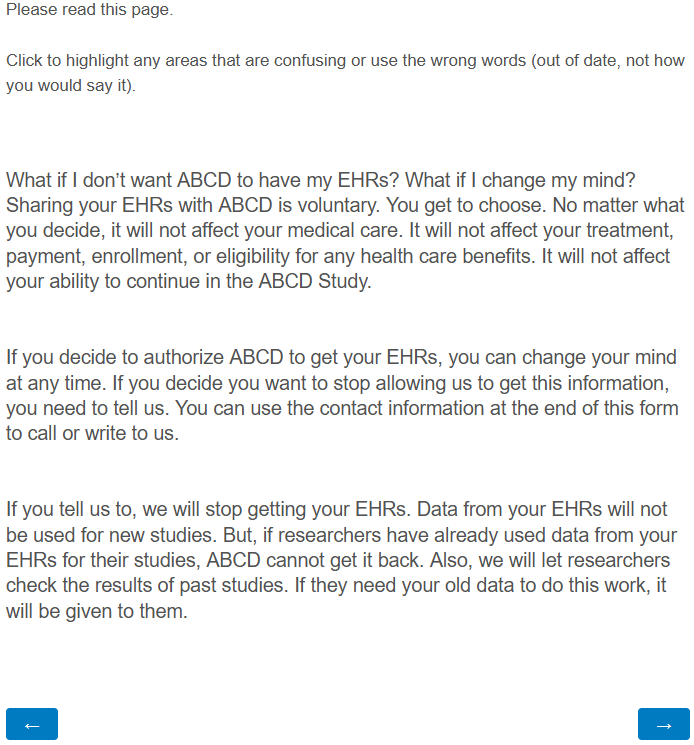 Please read this page.
Click to highlight any areas that are confusing or use the wrong words (out of date, not how
you would say it).
What if I don’t want ABCD to have my EHRs? What if I change my mind?
Sharing your EHRs with ABCD is voluntary. You get to choose. No matter what
you decide, it will not affect your medical care. It will not affect your treatment,
payment, enrollment, or eligibility for any health care benefits. It will not affect
your ability to continue in the ABCD Study.
If you decide to authorize ABCD to get your EHRs, you can change your mind
at any time. If you decide you want to stop allowing us to get this information,
you need to tell us. You can use the contact information at the end of this form
to call or write to us.
If you tell us to, we will stop getting your EHRs. Data from your EHRs will not
be used for new studies. But, if researchers have already used data from your
EHRs for their studies, ABCD cannot get it back. Also, we will let researchers
check the results of past studies. If they need your old data to do this work, it
will be given to them.
← →